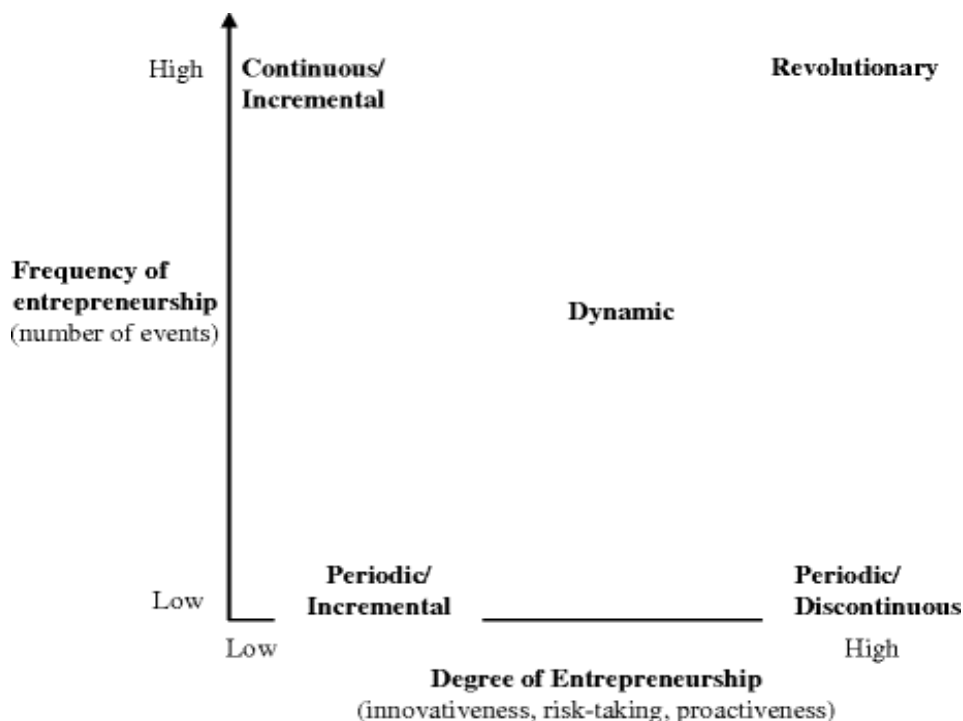 High
Continuous/
Incremental
Revolutionary
Frequency of
entrepreneurship
(number of events)
Dynamic
Low
Periodic/
Incremental
Periodic/
Discontinuous
Low
High
Degree of Entrepreneurship
(innovativeness, risk-taking, proactiveness)